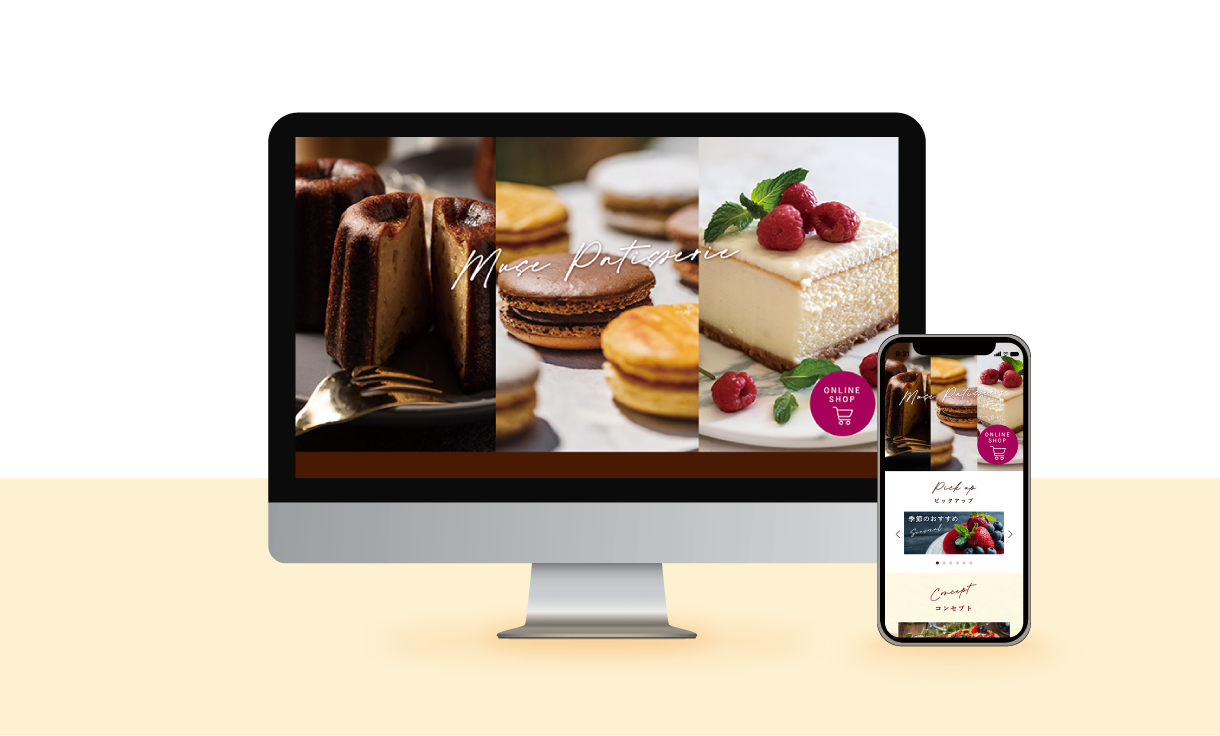 Muse Patisserie
ONLINE
SHOP
Muse Patisserie
ONLINE
SHOP
Pick up
ピックアップ
季節のおすすめ
Seasonal
Concept
コンセプト